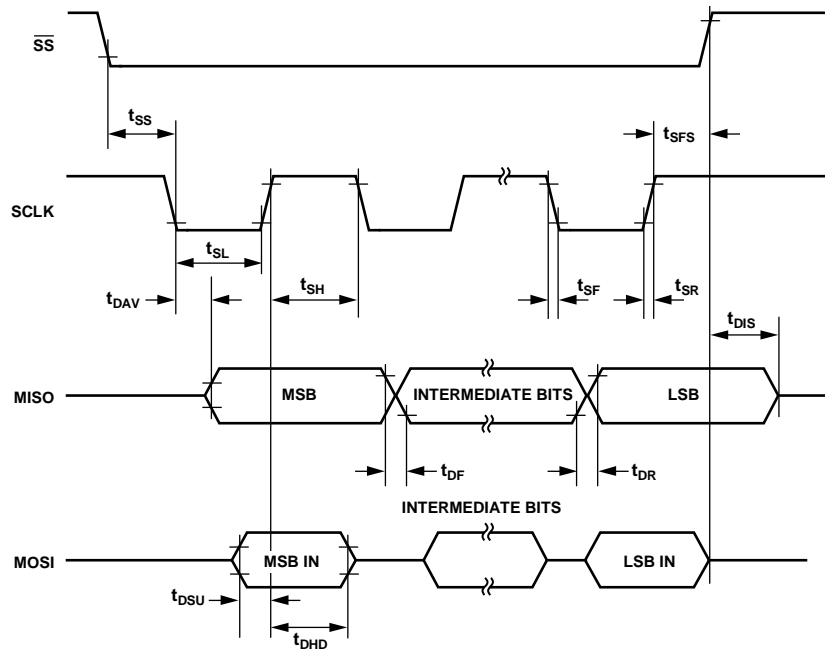 SS
tSS
tSFS
SCLK
tSL
tSH
tSF
tSR
tDAV
tDIS
MISO
MSB
INTERMEDIATE BITS
LSB
tDF
tDR
INTERMEDIATE BITS
MOSI
MSB IN
LSB IN
tDSU
tDHD